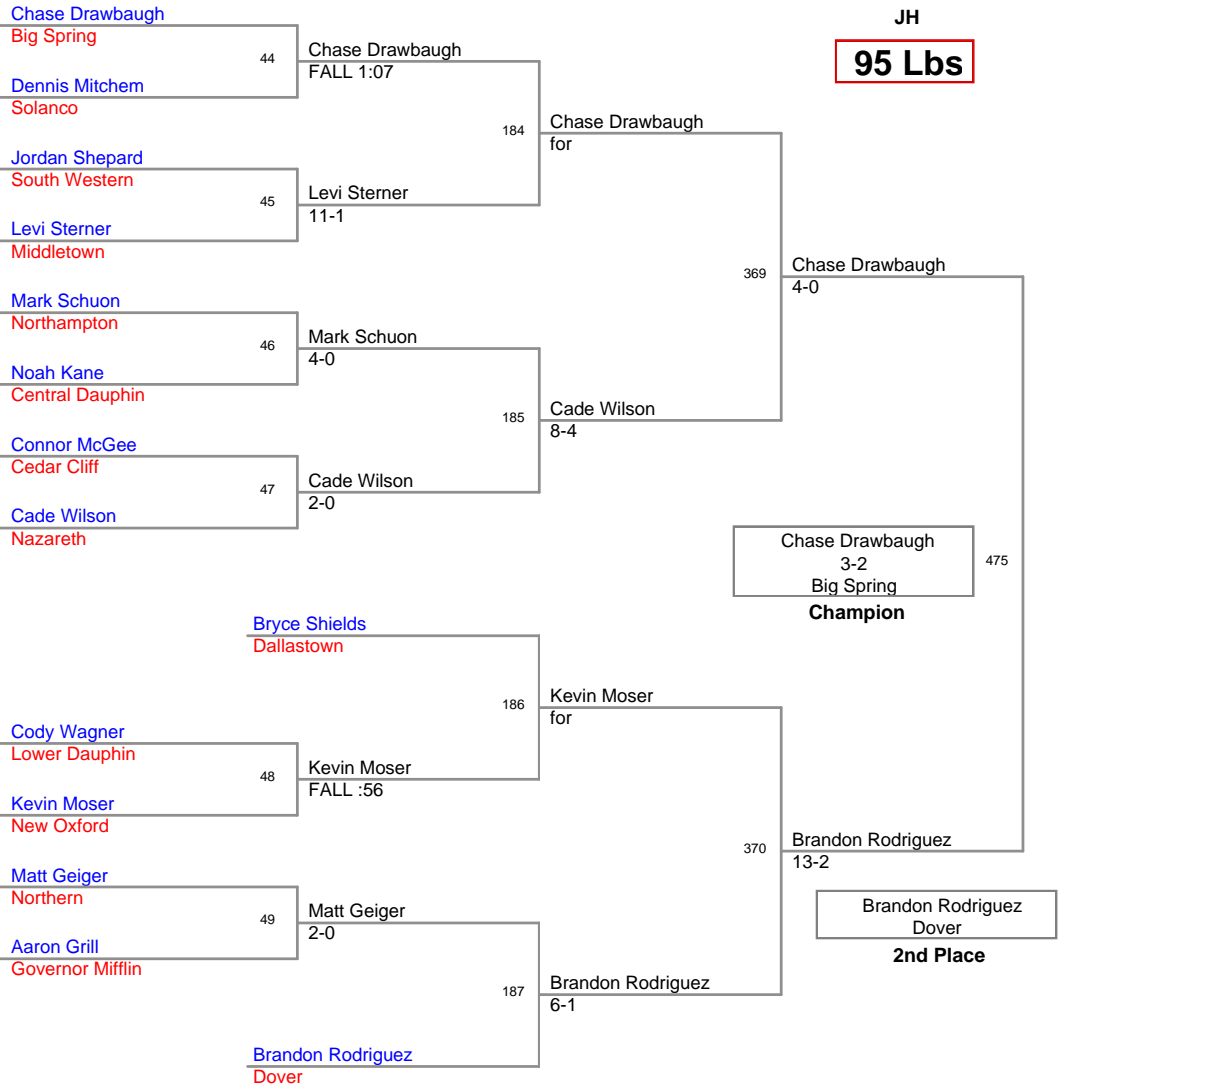 JH
95 Lbs
Chase Drawbaugh
Big Spring
44
Dennis Mitchem
Solanco
Chase Drawbaugh
FALL 1:07
Jordan Shepard
South Western
45
Levi Sterner
Middletown
Levi Sterner
11-1
184
Chase Drawbaugh
for
Mark Schuon
Northampton
46
Noah Kane
Central Dauphin
Mark Schuon
4-0
Connor McGee
Cedar Cliff
47
Cade Wilson
Nazareth
Cade Wilson
2-0
185
Cade Wilson
8-4
369
Chase Drawbaugh
4-0
Chase Drawbaugh
3-2
Big Spring
Champion
475
Bryce Shields
Dallastown
186
Kevin Moser
for
Cody Wagner
Lower Dauphin
48
Kevin Moser
New Oxford
Kevin Moser
FALL :56
Matt Geiger
Northern
49
Aaron Grill
Governor Mifflin
Matt Geiger
2-0
187
Brandon Rodriguez
6-1
Brandon Rodriguez
Dover
370
Brandon Rodriguez
13-2
Brandon Rodriguez
Dover
2nd Place